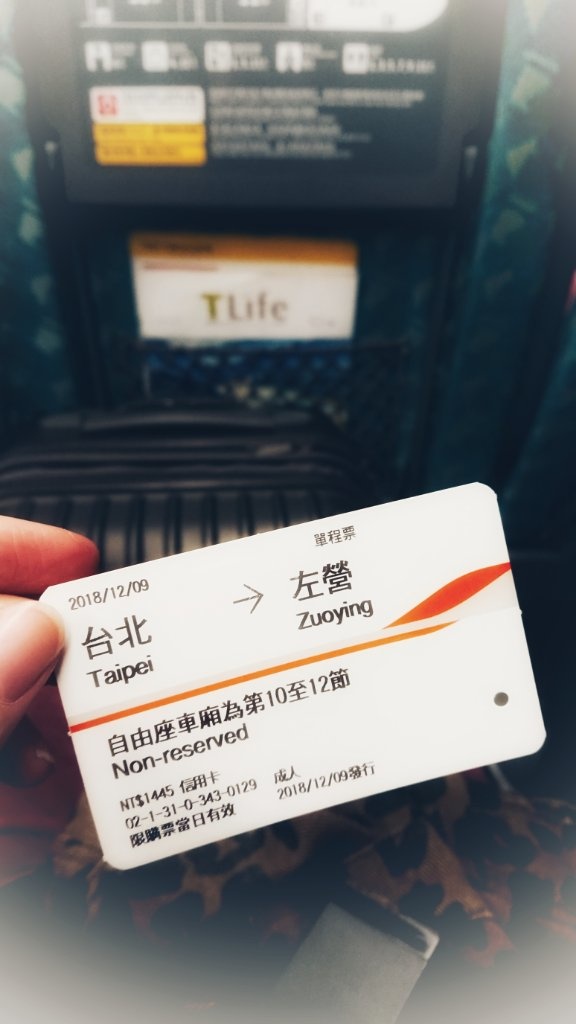 TLife
單程票
2018/12/09
台北 → 左營
Taipei Zuoying
自由座車廂為第10至12節
Non-reserved
NT$1445 信用卡 成人
02-1-31-0-343-0129 2018/12/09發行
限購票當日有效